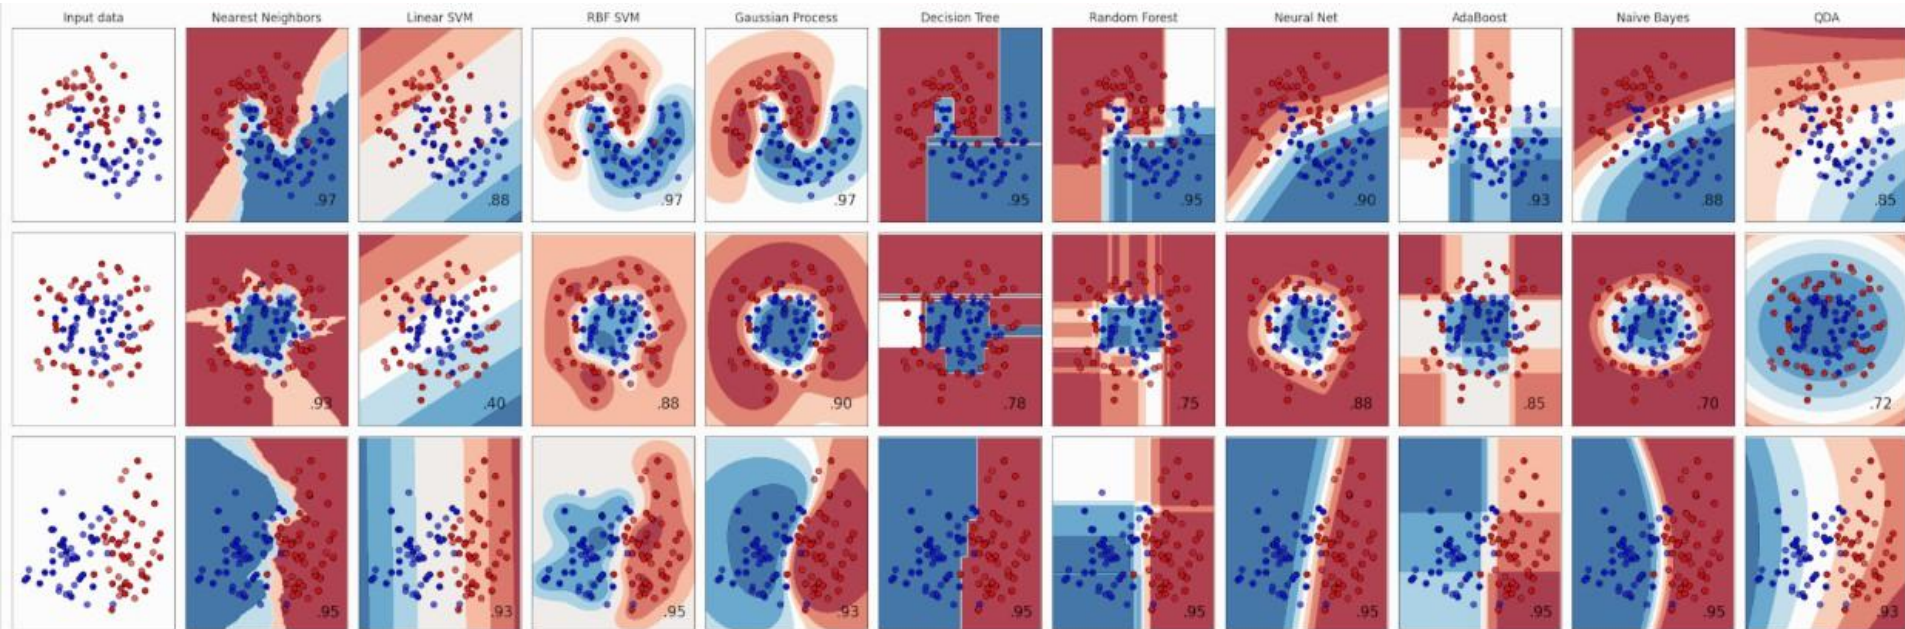 Input data Nearest Neighbors Linear SVM RBF SVM Gaussian Process Decision Tree Random Forest Neural Net AdaBoost Naive Bayes QDA
.97 .88 .97 .97 .95 .95 .90 .93 .88 .85
.93 .40 .88 .90 .78 .75 .88 .85 .70 .72
.95 .93 .95 .93 .95 .95 .95 .95 .95 .93